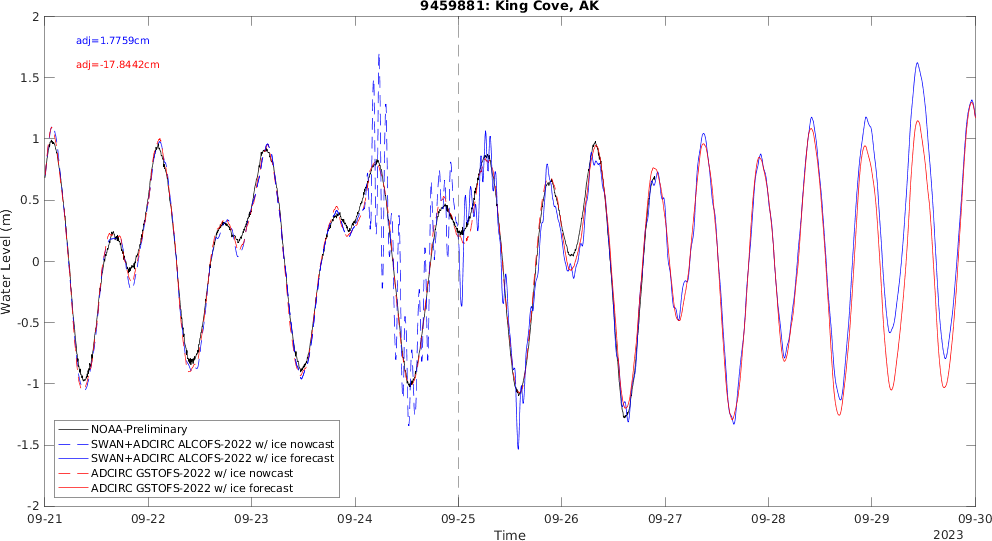 9459881: King Cove, AK
adj=1.7759cm
adj=-17.8442cm
Water Level (m)
2
1.5
1
0.5
0
-0.5
-1
-1.5
-2
NOAA-Preliminary
SWAN+ADCIRC ALCOFS-2022 w/ ice nowcast
SWAN+ADCIRC ALCOFS-2022 w/ ice forecast
ADCIRC GSTOFS-2022 w/ ice nowcast
ADCIRC GSTOFS-2022 w/ ice forecast
09-21 09-22 09-23 09-24 09-25 09-26 09-27 09-28 09-29 09-30
Time
2023